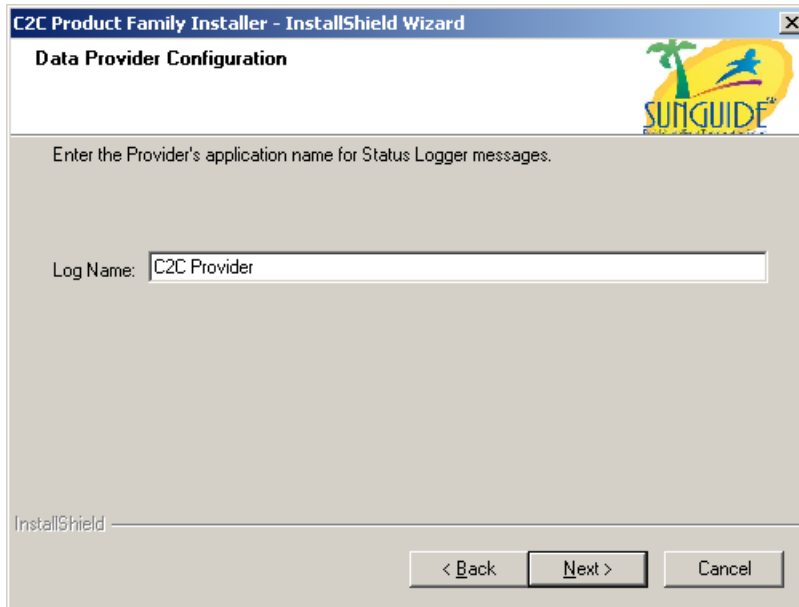 C2C Product Family Installer - InstallShield Wizard
Data Provider Configuration
SUNGUIDE
Enter the Provider's application name for Status Logger messages.
Log Name: C2C Provider
InstallShield
< Back Next > Cancel